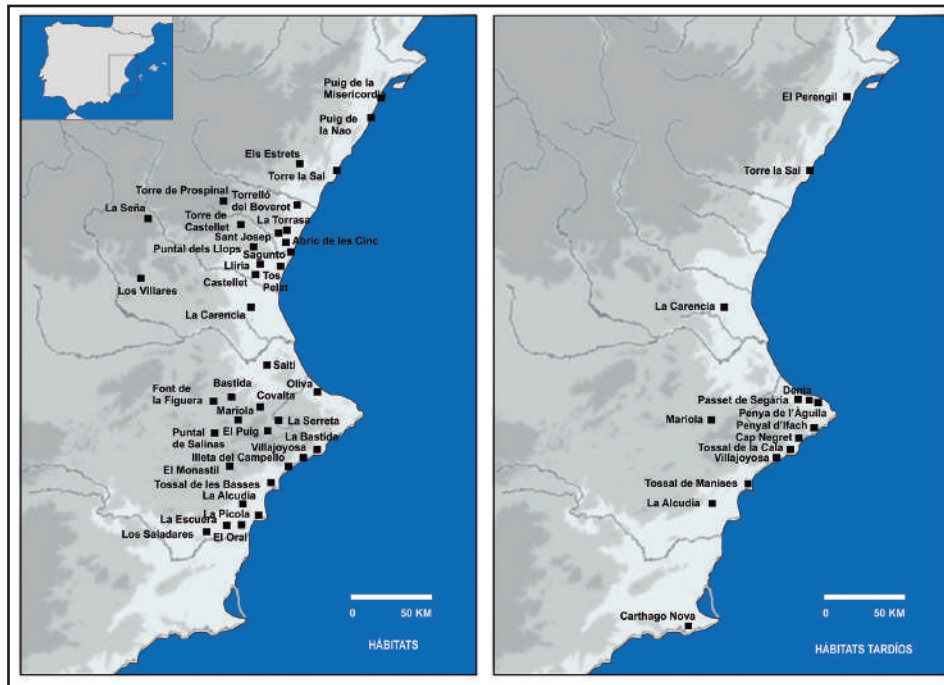 Puig de la
Misericordia
Puig de
la Nao
Els Estrets
Torre la Sal
Torre de Prospinal
Torrelló
del Boverot
La Seña
Torre de
Castellet
La Torrasa
Sant Josep
Abric de les Cinc
Puntal dels Llops
Sagunto
Lliria
Tos
Pelat
Castellet
Los Villares
La Carencia
Saiti
Bastida
Oliva
Font de
la Figuera
Covalta
Mariola
La Serreta
Puntal
de Salinas
El Puig
La Bastida
Villajoyosa
Illeta del Campello
El Monastil
Tossal de les Basses
La Alcudia
La Picola
La Escuera
Los Saladares
El Oral
0 50 KM
HÁBITATS
El Perengil
Torre la Sal
La Carencia
Denia
Passet de Segària
Penya de l'Àguila
Mariola
Penyal d'Ifach
Cap Negret
Tossal de la Cala
Villajoyosa
Tossal de Manises
La Alcudia
Carthago Nova
0 50 KM
HÁBITATS TARDÍOS